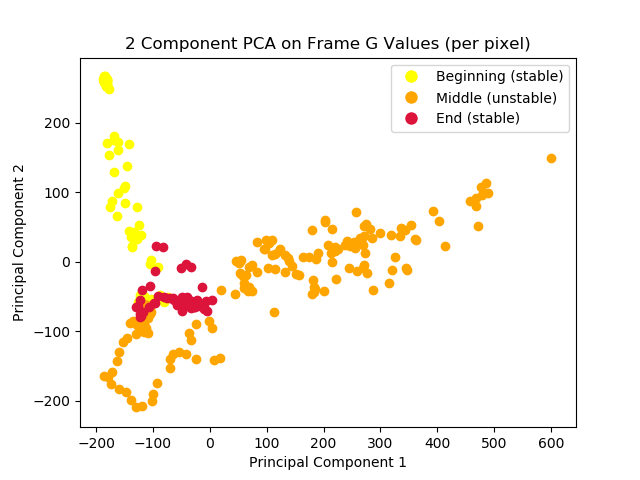 2 Component PCA on Frame G Values (per pixel)
Beginning (stable)
Middle (unstable)
End (stable)
Principal Component 2
200
100
0
−100
−200
−200
−100
0
100
200
300
400
500
600
Principal Component 1